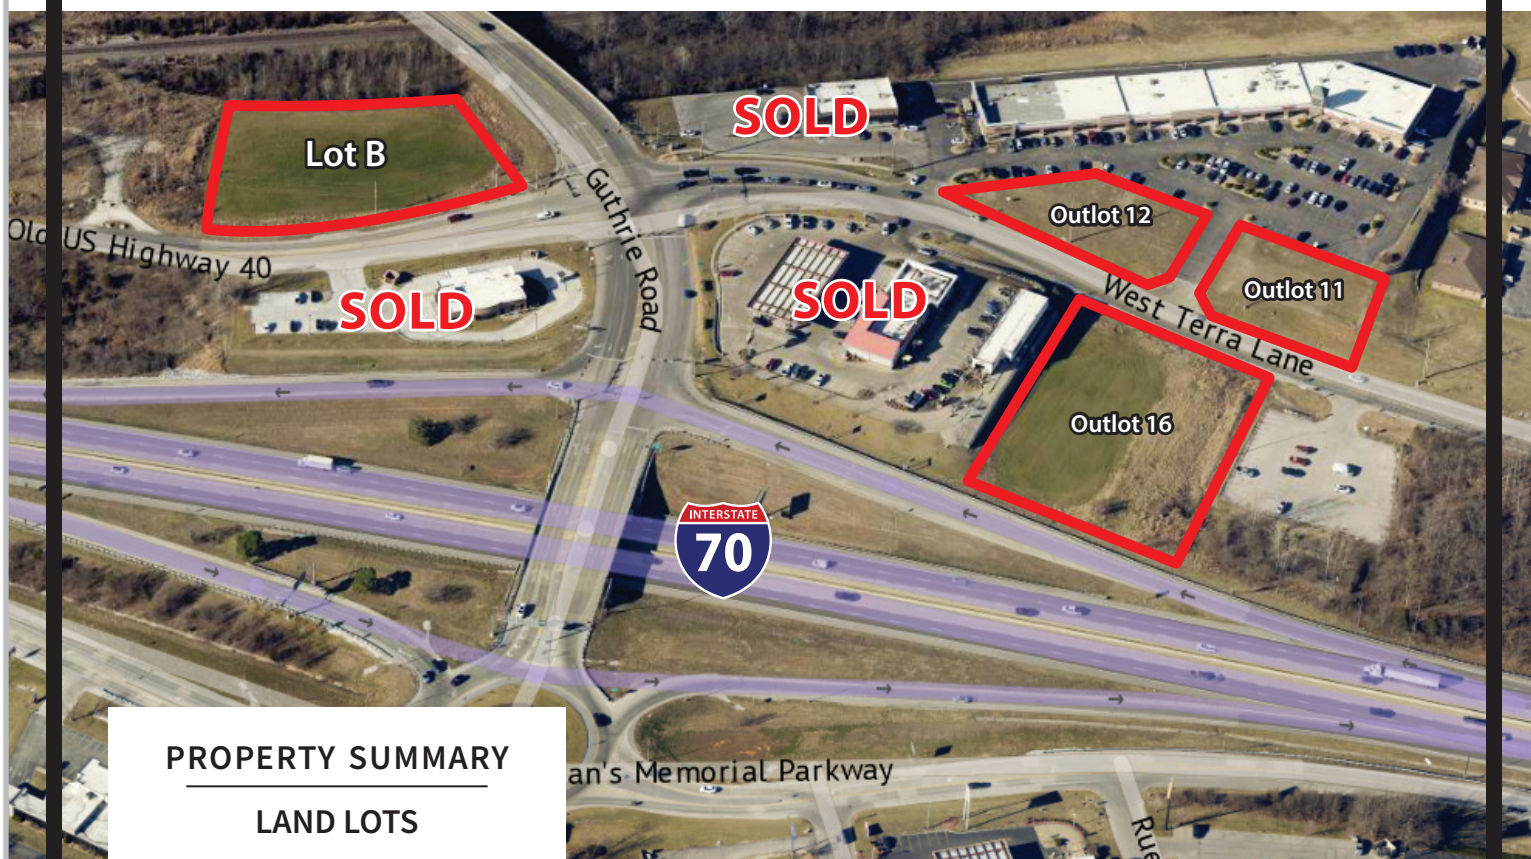 SOLD
Lot B
Guthrie Road
Outlot 12
Old US Highway 40
SOLD
SOLD
Outlot 11
West Terra Lane
Outlot 16
INTERSTATE
70
PROPERTY SUMMARY
LAND LOTS
an's Memorial Parkway
Rue